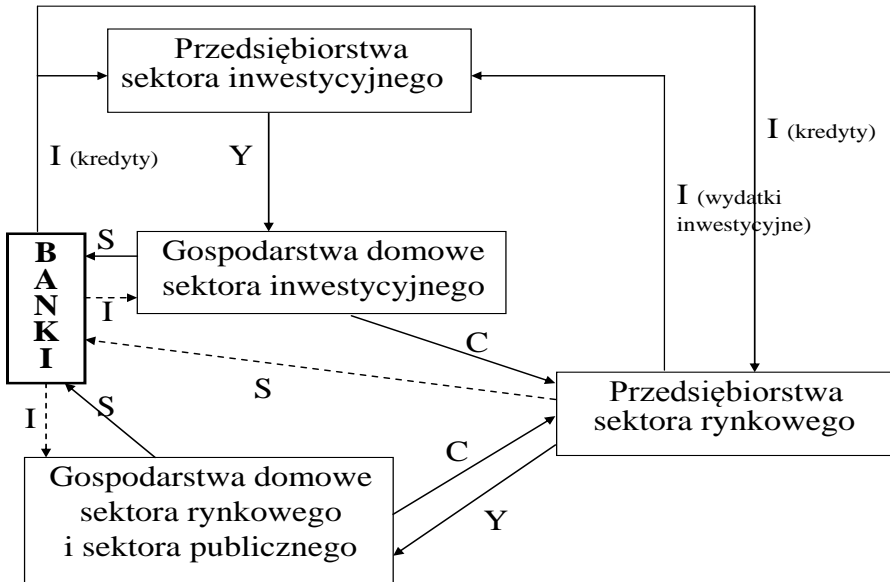 Przedsiębiorstwa
sektora inwestycyjnego
I (kredyty)
I (kredyty)
Y
I (wydatki
inwestycyjne)
B
A
N
K
I
S
Gospodarstwa domowe
sektora inwestycyjnego
I
C
S
Przedsiębiorstwa
sektora rynkowego
I
S
C
Gospodarstwa domowe
sektora rynkowego
i sektora publicznego
Y